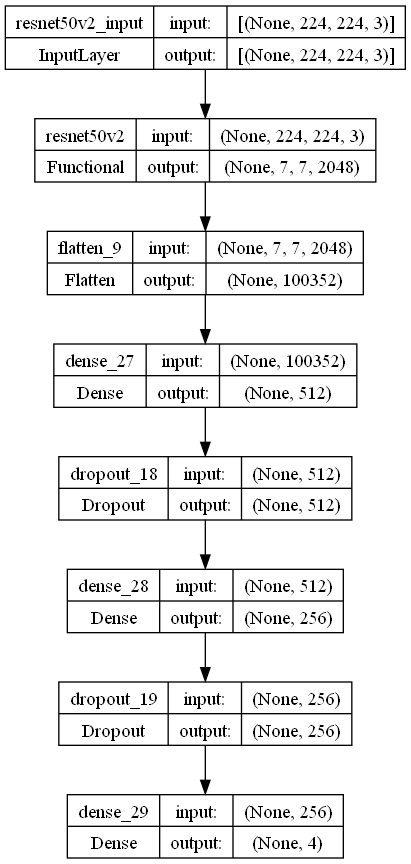 resnet50v2_input input: [(None, 224, 224, 3)]
InputLayer output: [(None, 224, 224, 3)]
resnet50v2 input: (None, 224, 224, 3)
Functional output: (None, 7, 7, 2048)
flatten_9 input: (None, 7, 7, 2048)
Flatten output: (None, 100352)
dense_27 input: (None, 100352)
Dense output: (None, 512)
dropout_18 input: (None, 512)
Dropout output: (None, 512)
dense_28 input: (None, 512)
Dense output: (None, 256)
dropout_19 input: (None, 256)
Dropout output: (None, 256)
dense_29 input: (None, 256)
Dense output: (None, 4)